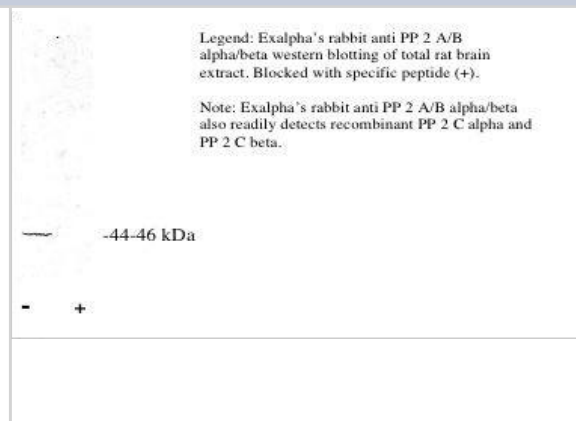 Legend: Exalpha's rabbit anti PP 2 A/B
alpha/beta western blotting of total rat brain
extract. Blocked with specific peptide (+).
Note: Exalpha's rabbit anti PP 2 A/B alpha/beta
also readily detects recombinant PP 2 C alpha and
PP 2 C beta.
-44-46 kDa
- +